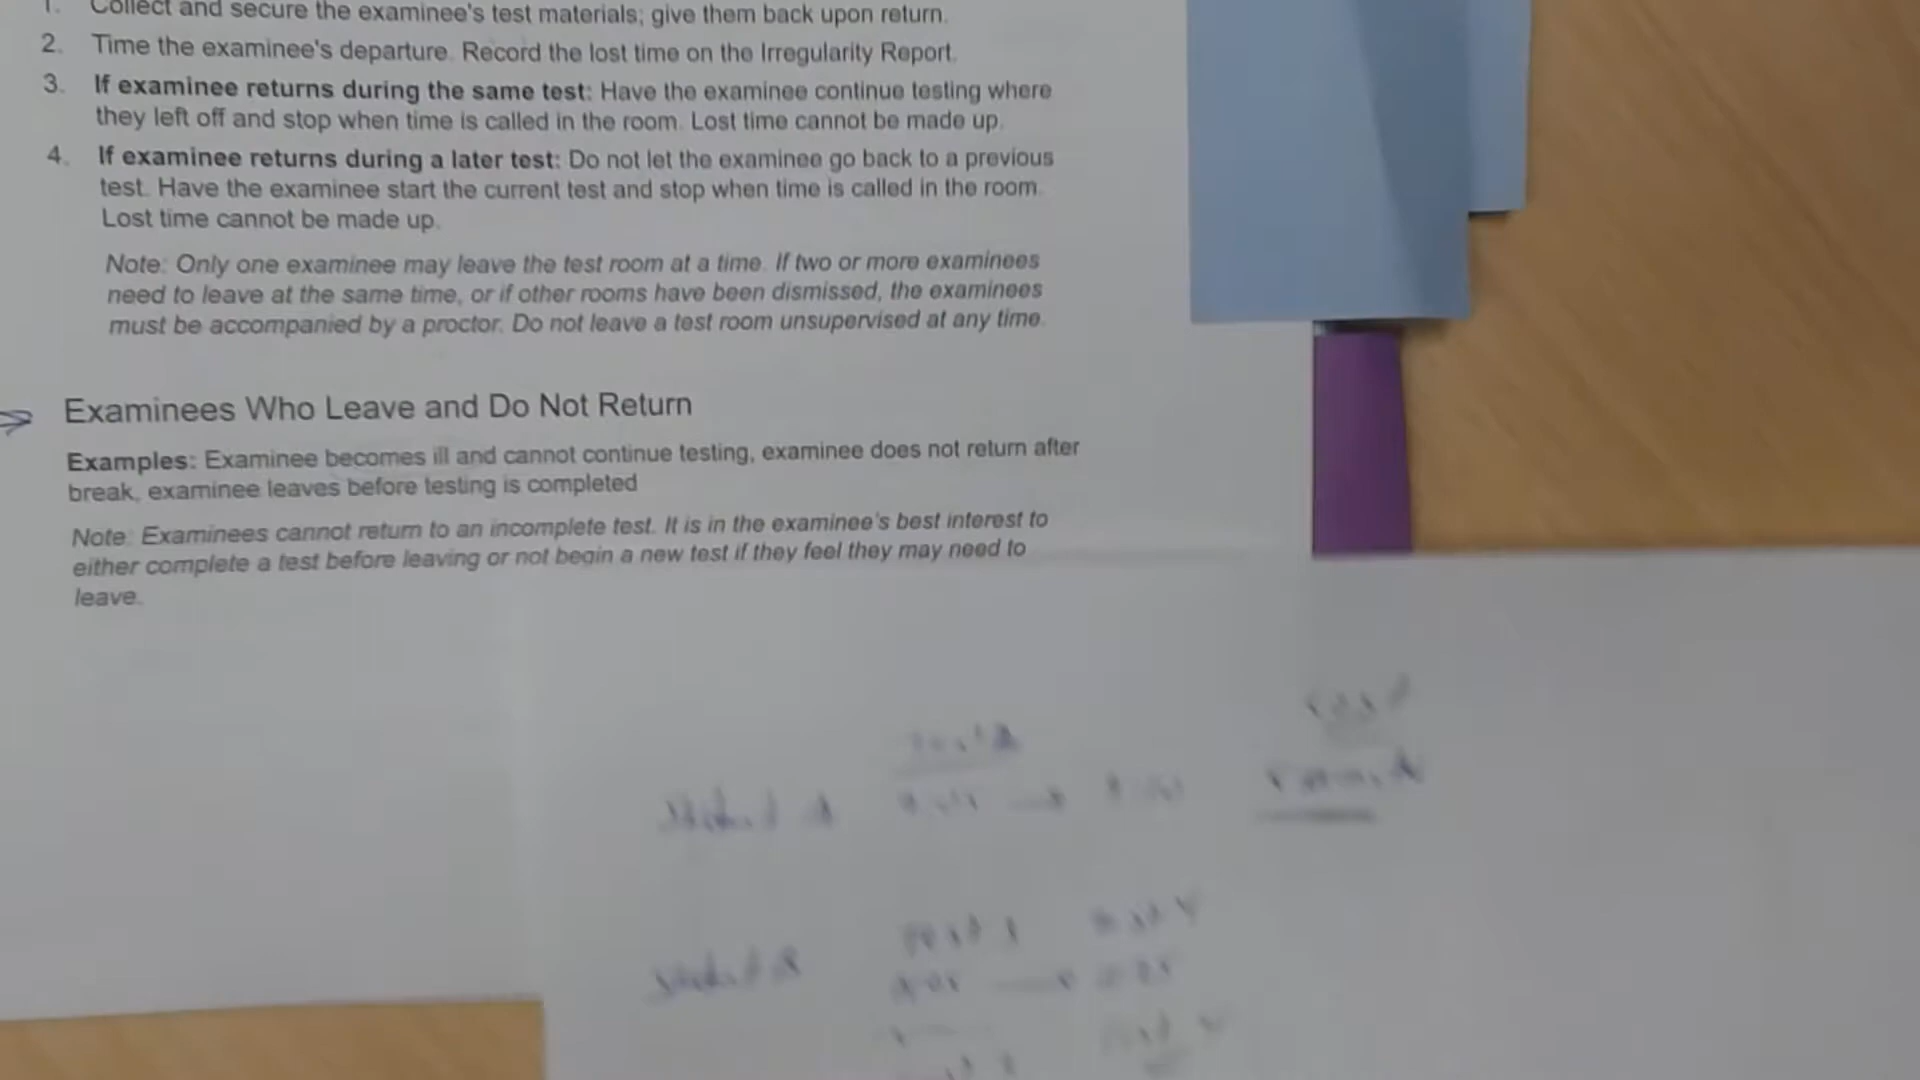 1. Collect and secure the examinee's test materials; give them back upon return.
2. Time the examinee's departure. Record the lost time on the Irregularity Report.
3. If examinee returns during the same test: Have the examinee continue testing where
they left off and stop when time is called in the room. Lost time cannot be made up.
4. If examinee returns during a later test: Do not let the examinee go back to a previous
test. Have the examinee start the current test and stop when time is called in the room.
Lost time cannot be made up.
Note: Only one examinee may leave the test room at a time. If two or more examinees
need to leave at the same time, or if other rooms have been dismissed, the examinees
must be accompanied by a proctor. Do not leave a test room unsupervised at any time.
Examinees Who Leave and Do Not Return
Examples: Examinee becomes ill and cannot continue testing, examinee does not return after
break, examinee leaves before testing is completed
Note: Examinees cannot return to an incomplete test. It is in the examinee's best interest to
either complete a test before leaving or not begin a new test if they feel they may need to
leave.